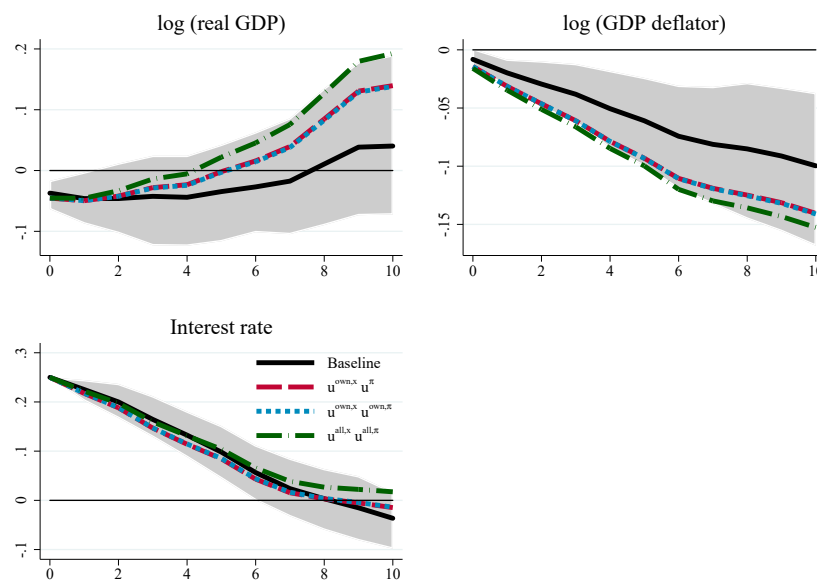 log (real GDP)
.2
.1
0
-.1
0 2 4 6 8 10
log (GDP deflator)
0
-.05
-.1
-.15
0 2 4 6 8 10
Interest rate
.3
.2
.1
0
-.1
0 2 4 6 8 10
Baseline
u^own,x u^π
u^own,x u^own,π
u^all,x u^all,π